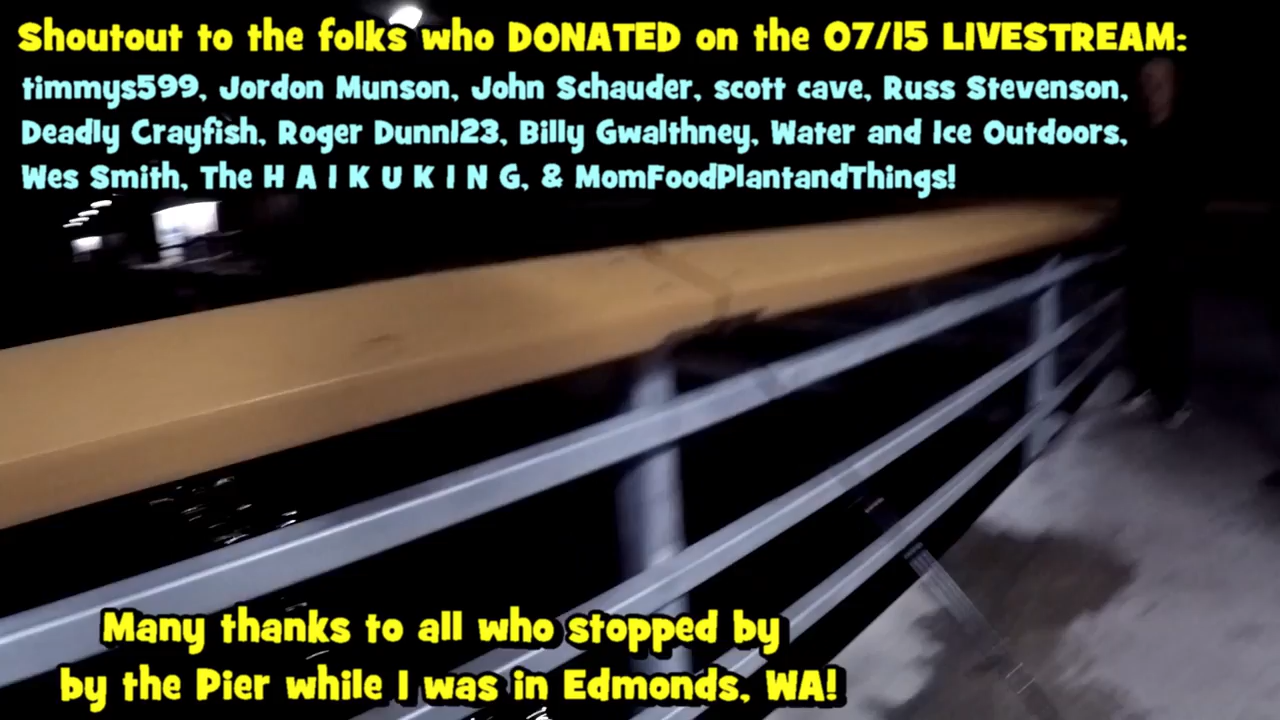 Shoutout to the folks who DONATED on the 07/15 LIVESTREAM:
timmys599, Jordon Munson, John Schauder, scott cave, Russ Stevenson,
Deadly Crayfish, Roger Dunn123, Billy Gwalthney, Water and Ice Outdoors,
Wes Smith, The H A I K U K I N G, & MomFoodPlantandThings!
Many thanks to all who stopped by
by the Pier while I was in Edmonds, WA!